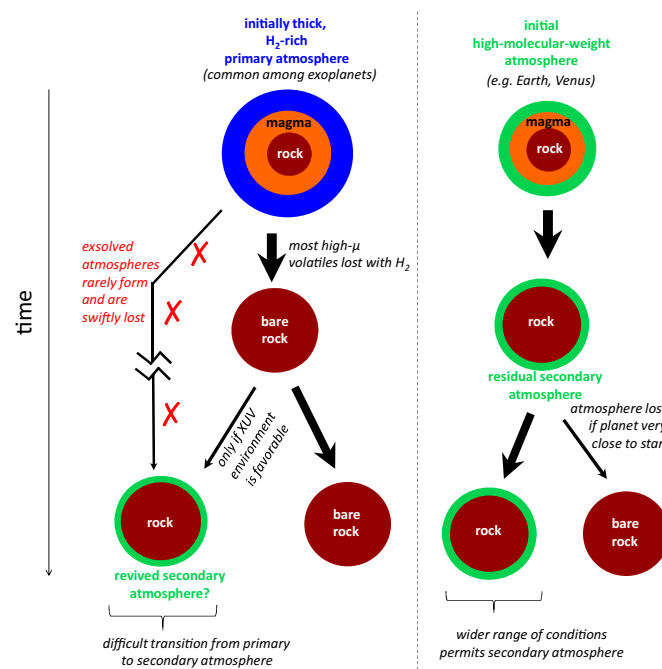 initially thick,
H₂-rich
primary atmosphere
(common among exoplanets)
magma
rock
most high-μ
volatiles lost with H₂
exsolved
atmospheres
rarely form
and are
swiftly lost
time
bare
rock
only if XUV
environment
is favorable
rock
bare
rock
revived secondary
atmosphere?
difficult transition from primary
to secondary atmosphere
initial
high-molecular-weight
atmosphere
(e.g. Earth, Venus)
magma
rock
rock
residual secondary
atmosphere
atmosphere los
if planet very
close to star
rock
bare
rock
wider range of conditions
permits secondary atmosphere